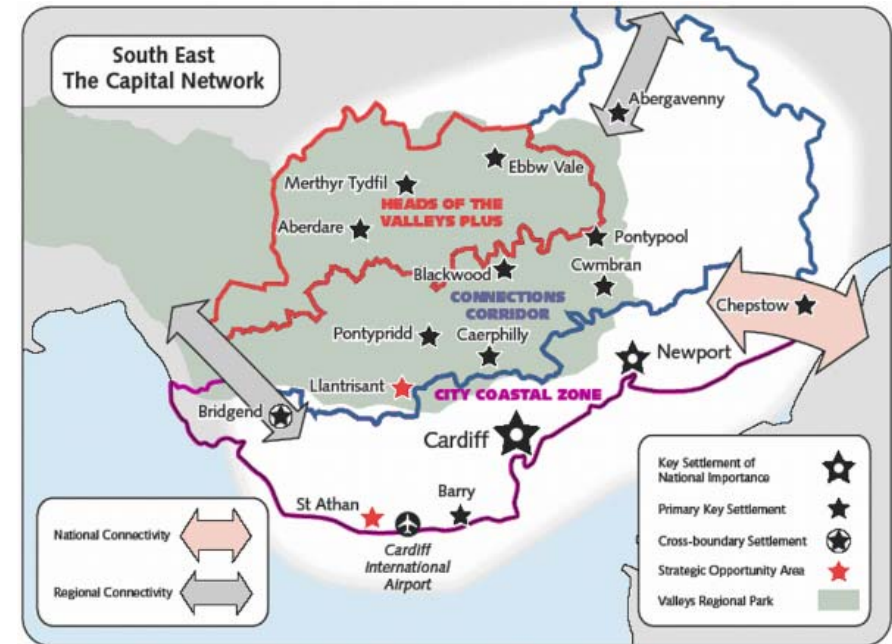 South East
The Capital Network
Abergavenny
Ebbw Vale
Merthyr Tydfil
HEADS OF THE
VALLEYS PLUS
Aberdare
Pontypool
Blackwood
Cwmbran
CONNECTIONS
CORRIDOR
Chepstow
Pontypridd
Caerphilly
Newport
Llantrisant
CITY COASTAL ZONE
Bridgend
Cardiff
St Athan
Barry
Cardiff
International
Airport
National Connectivity
Regional Connectivity
Key Settlement of
National Importance
Primary Key Settlement
Cross-boundary Settlement
Strategic Opportunity Area
Valleys Regional Park